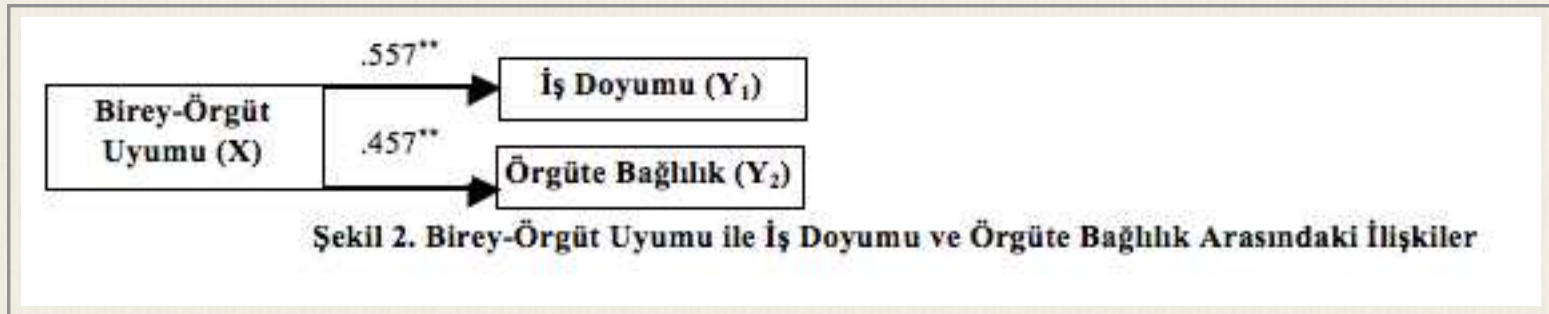 .557**
İş Doyumu (Y₁)
Birey-Örgüt
Uyumu (X)
.457**
Örgüte Bağlılık (Y₂)
Şekil 2. Birey-Örgüt Uyumu ile İş Doyumu ve Örgüte Bağlılık Arasındaki İlişkiler